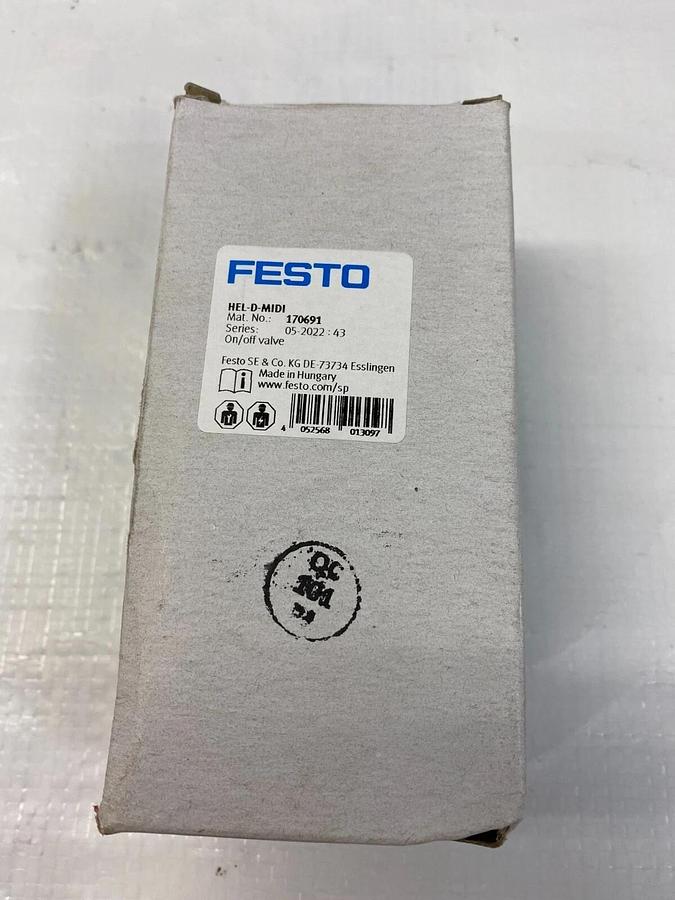 FESTO
HEL-D-MIDI
Mat. No.: 170691
Series: 05-2022 : 43
On/off valve
Festo SE & Co. KG DE-73734 Esslingen
Made in Hungary
www.festo.com/sp
4 052568 013097
QC
101